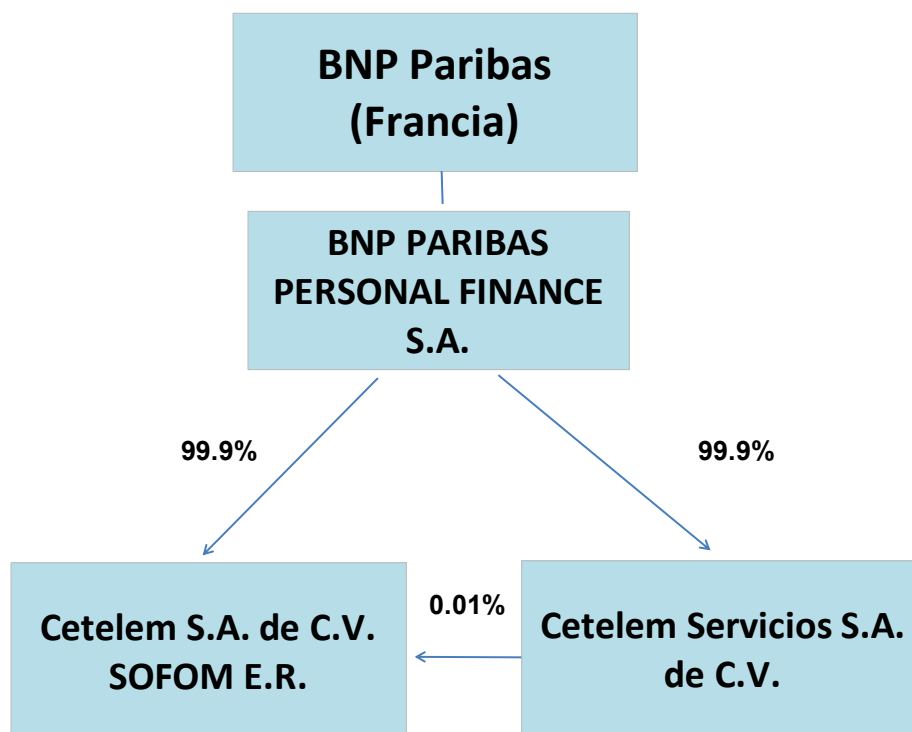 BNP Paribas
(Francia)
BNP PARIBAS
PERSONAL FINANCE
S.A.
99.9%
99.9%
Cetelem S.A. de C.V.
SOFOM E.R.
0.01%
Cetelem Servicios S.A.
de C.V.